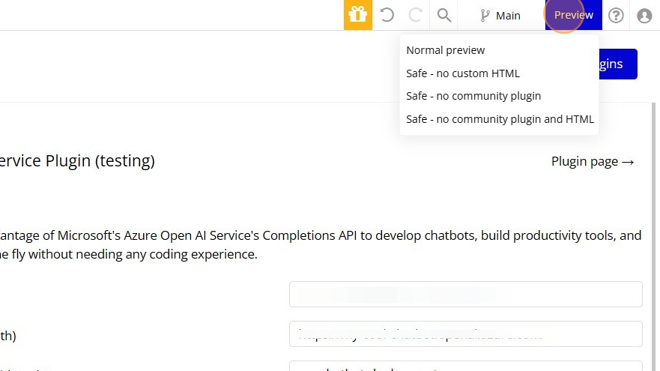 Main
Preview
Normal preview
Safe - no custom HTML
gins
Safe - no community plugin
Safe - no community plugin and HTML
ervice Plugin (testing)
Plugin page →
antage of Microsoft's Azure Open AI Service's Completions API to develop chatbots, build productivity tools, and
e fly without needing any coding experience.
th)